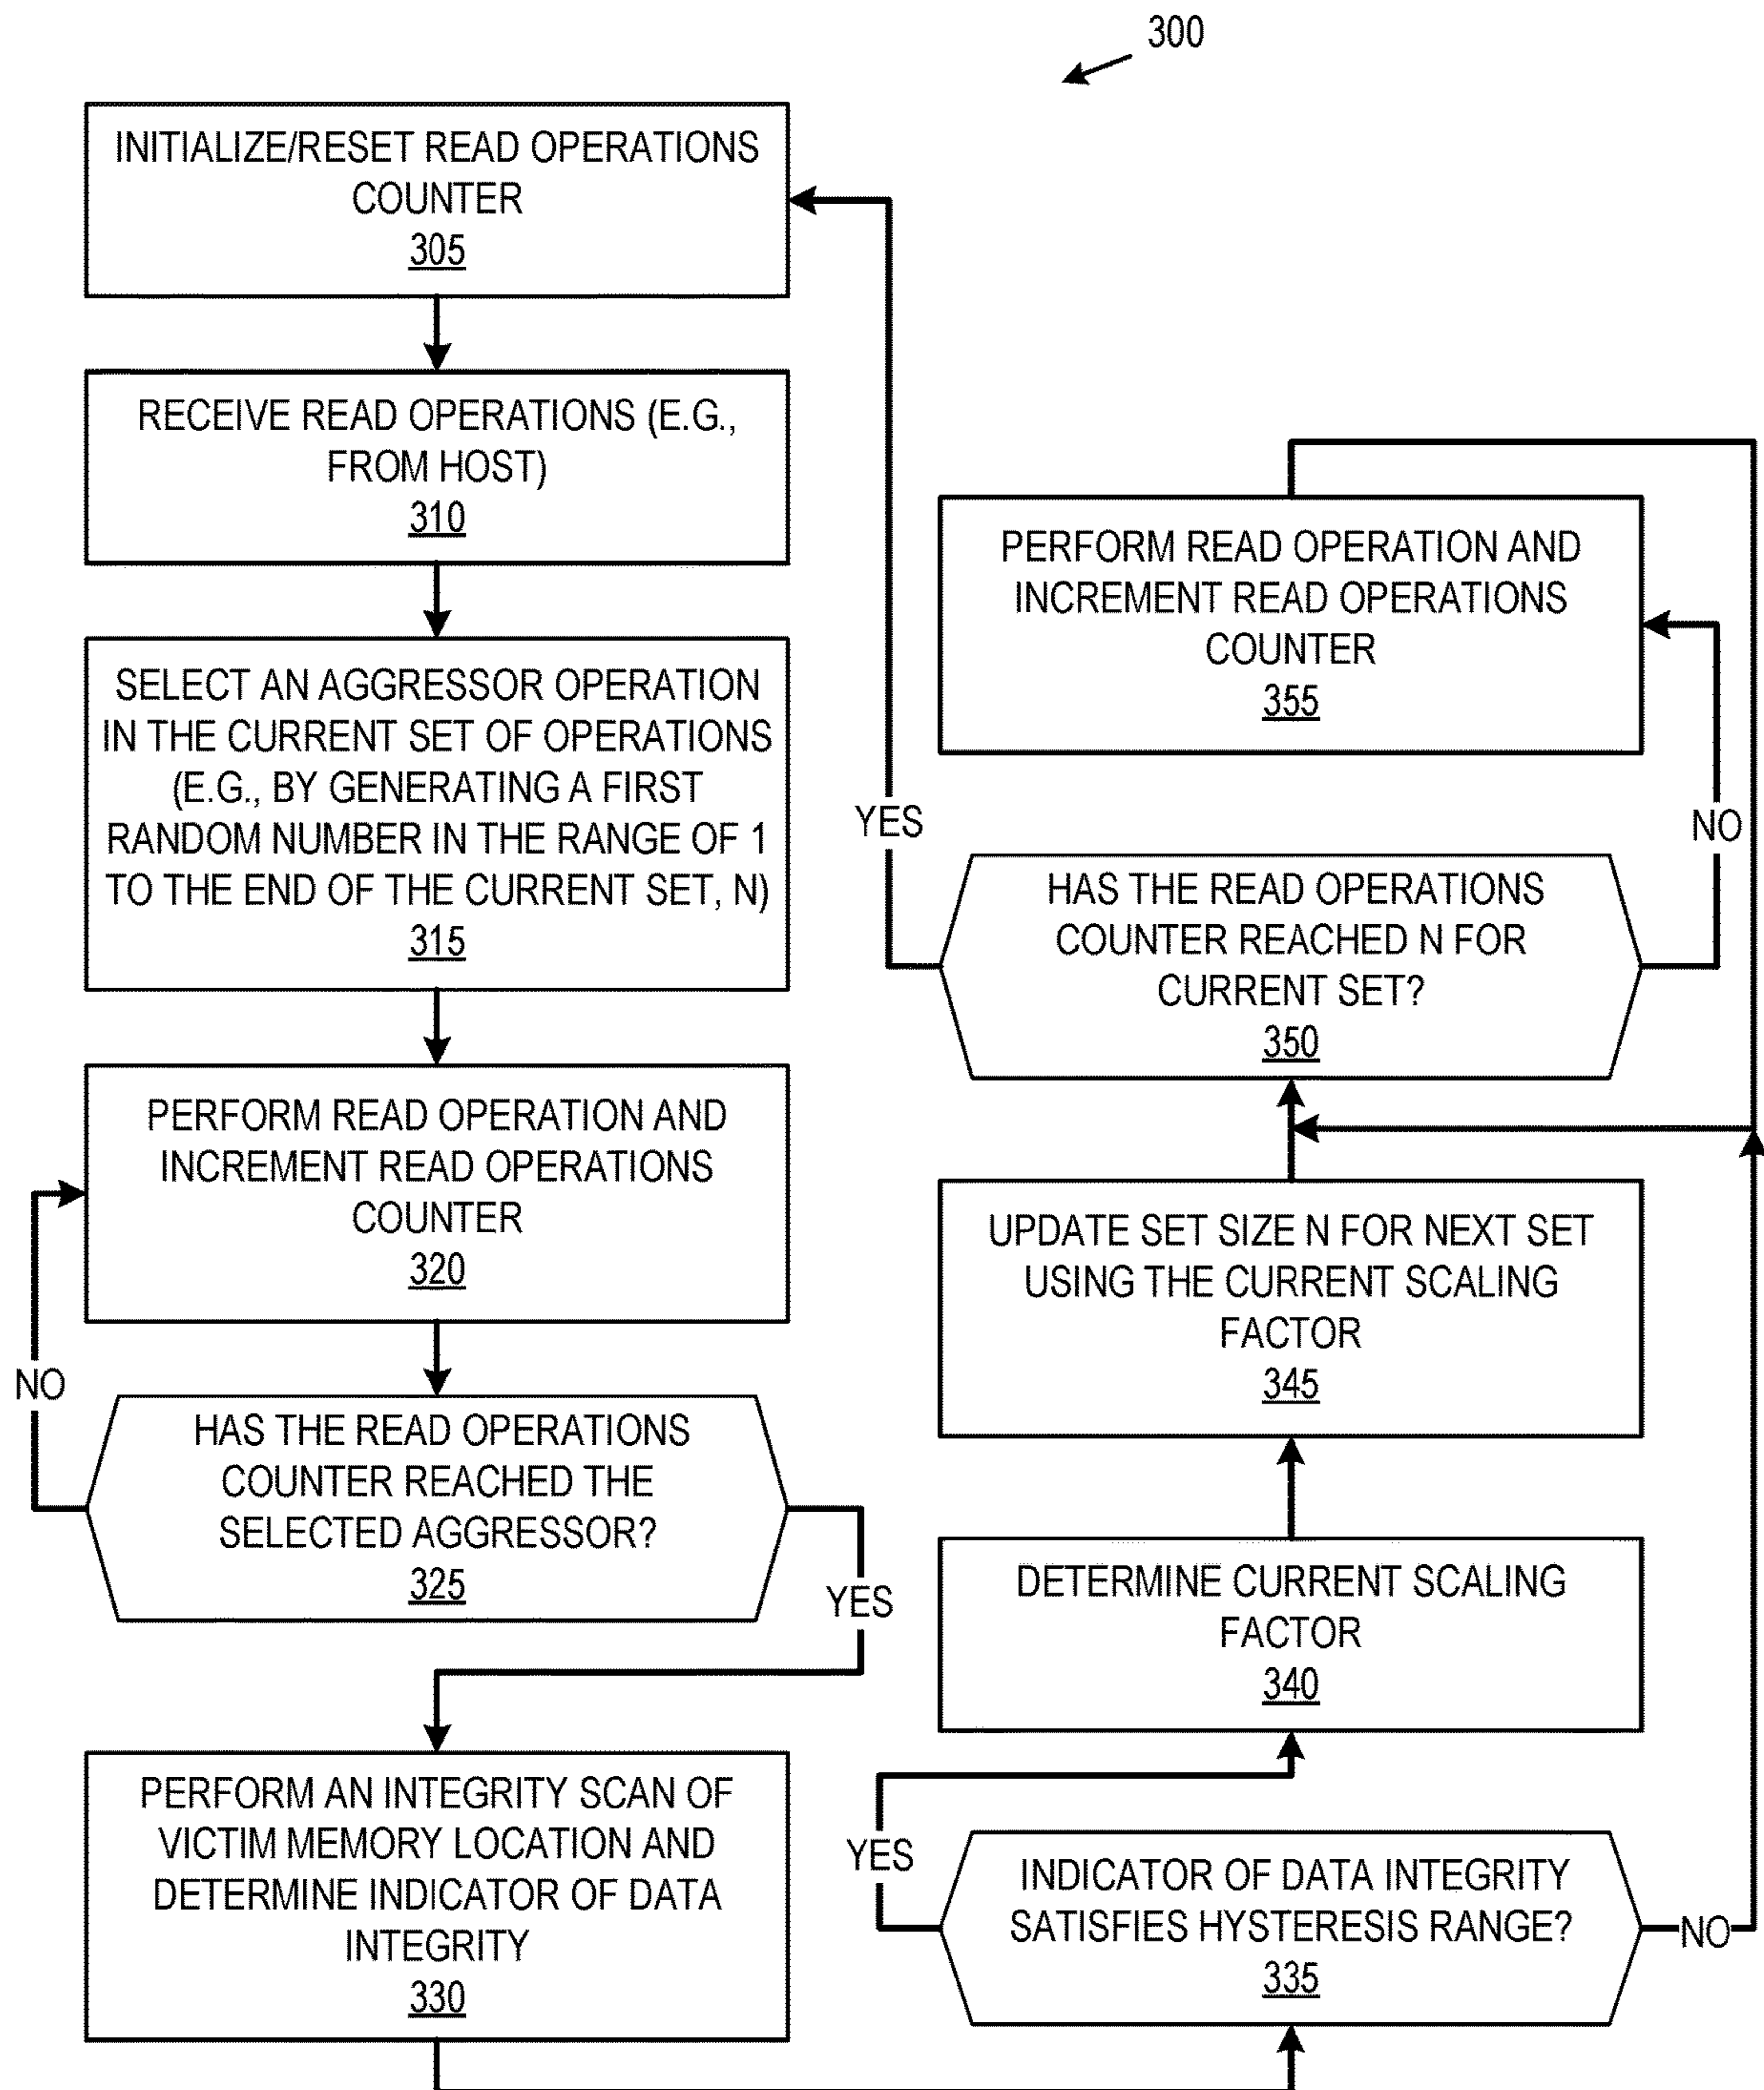 300
INITIALIZE/RESET READ OPERATIONS
COUNTER
305
RECEIVE READ OPERATIONS (E.G.,
FROM HOST)
310
SELECT AN AGGRESSOR OPERATION
IN THE CURRENT SET OF OPERATIONS
(E.G., BY GENERATING A FIRST
RANDOM NUMBER IN THE RANGE OF 1
TO THE END OF THE CURRENT SET, N)
315
PERFORM READ OPERATION AND
INCREMENT READ OPERATIONS
COUNTER
320
NO
HAS THE READ OPERATIONS
COUNTER REACHED THE
SELECTED AGGRESSOR?
325
YES
PERFORM AN INTEGRITY SCAN OF
VICTIM MEMORY LOCATION AND
DETERMINE INDICATOR OF DATA
INTEGRITY
330
INDICATOR OF DATA INTEGRITY
SATISFIES HYSTERESIS RANGE?
335
YES
NO
DETERMINE CURRENT SCALING
FACTOR
340
UPDATE SET SIZE N FOR NEXT SET
USING THE CURRENT SCALING
FACTOR
345
HAS THE READ OPERATIONS
COUNTER REACHED N FOR
CURRENT SET?
350
YES
NO
PERFORM READ OPERATION AND
INCREMENT READ OPERATIONS
COUNTER
355